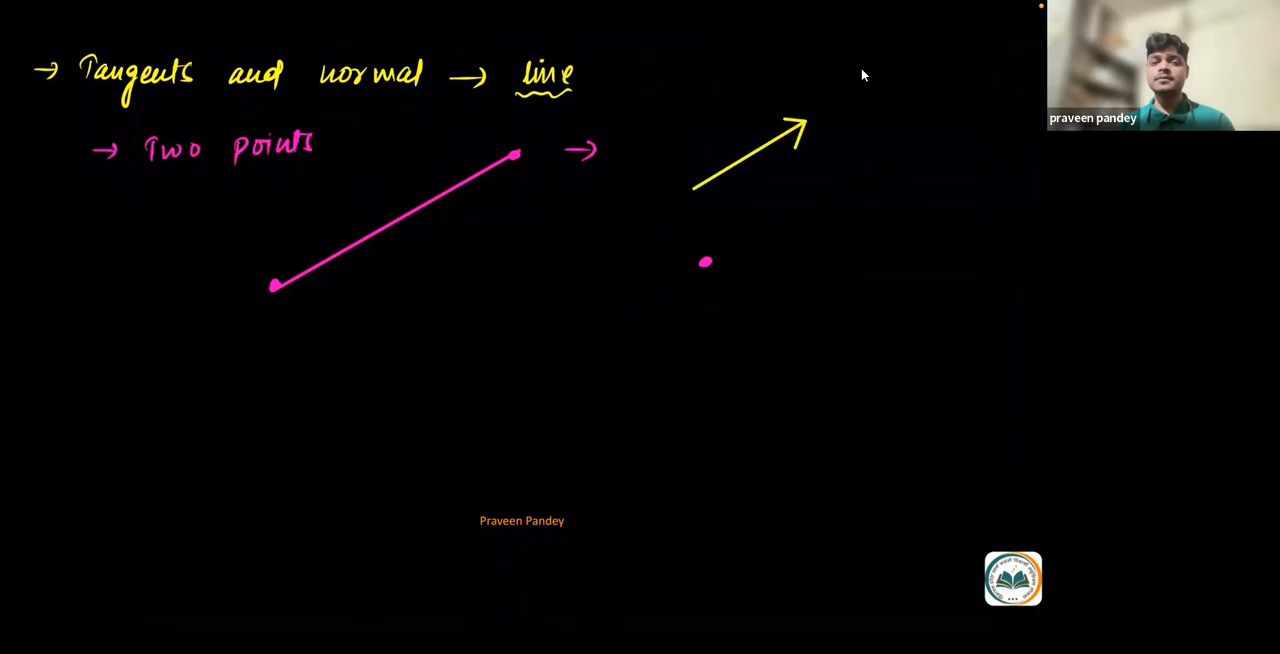 → Tangents and normal → line
→ Two points →
praveen pandey
Praveen Pandey